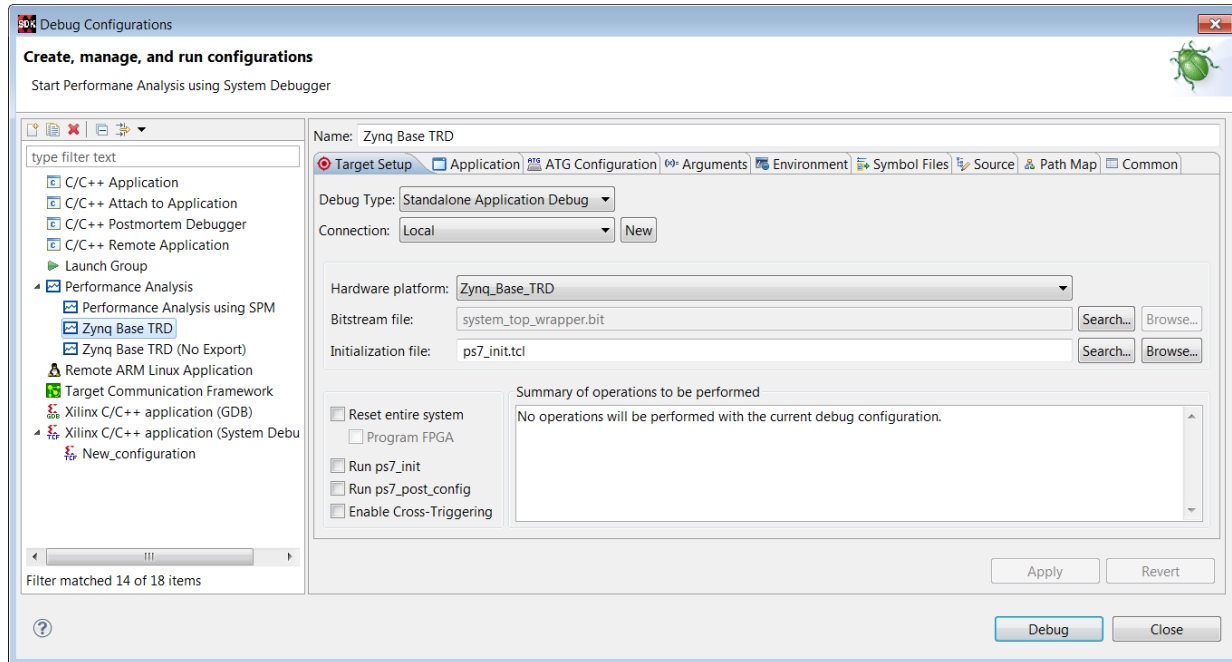 SDK Debug Configurations
Create, manage, and run configurations
Start Performane Analysis using System Debugger
type filter text
C/C++ Application
C/C++ Attach to Application
C/C++ Postmortem Debugger
C/C++ Remote Application
Launch Group
Performance Analysis
Performance Analysis using SPM
Zynq Base TRD
Zynq Base TRD (No Export)
Remote ARM Linux Application
Target Communication Framework
Xilinx C/C++ application (GDB)
Xilinx C/C++ application (System Debu
New_configuration
Filter matched 14 of 18 items
Name: Zynq Base TRD
Target Setup Application ATG Configuration Arguments Environment Symbol Files Source Path Map Common
Debug Type: Standalone Application Debug
Connection: Local New
Hardware platform: Zynq_Base_TRD
Bitstream file: system_top_wrapper.bit Search... Browse...
Initialization file: ps7_init.tcl Search... Browse...
Reset entire system
Program FPGA
Run ps7_init
Run ps7_post_config
Enable Cross-Triggering
Summary of operations to be performed
No operations will be performed with the current debug configuration.
Apply Revert
? Debug Close